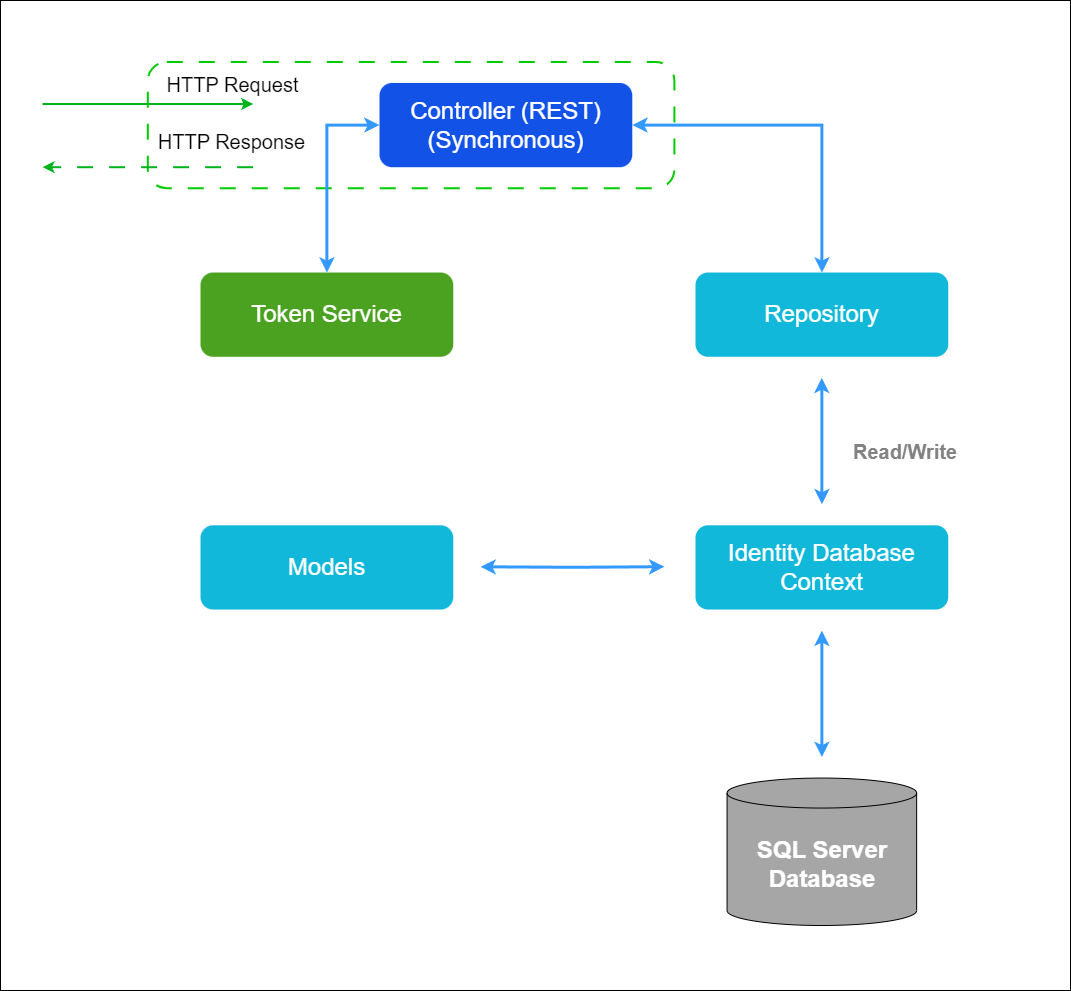 HTTP Request
HTTP Response
Controller (REST)
(Synchronous)
Token Service
Repository
Read/Write
Models
Identity Database
Context
SQL Server
Database